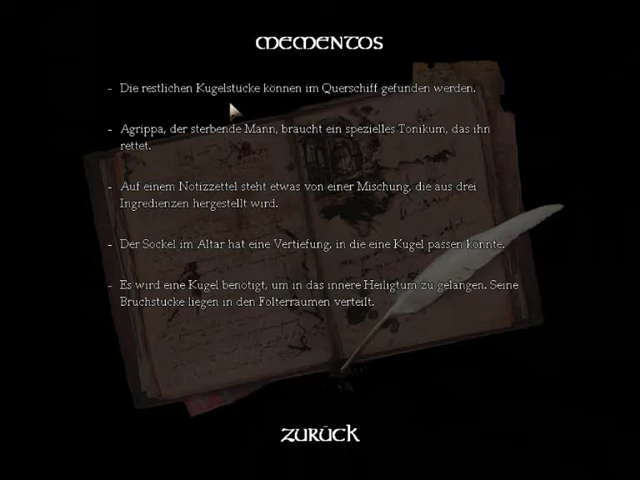 MEMENTOS
- Die restlichen Kugelstücke können im Querschiff gefunden werden.
- Agrippa, der sterbende Mann, braucht ein spezielles Tonikum, das ihn
rettet.
- Auf einem Notizzettel steht etwas von einer Mischung, die aus drei
Ingredienzen hergestellt wird.
- Der Sockel im Altar hat eine Vertiefung, in die eine Kugel passen könnte.
- Es wird eine Kugel benötigt, um in das innere Heiligtum zu gelangen. Seine
Bruchstücke liegen in den Folterräumen verteilt.
ZURÜCK